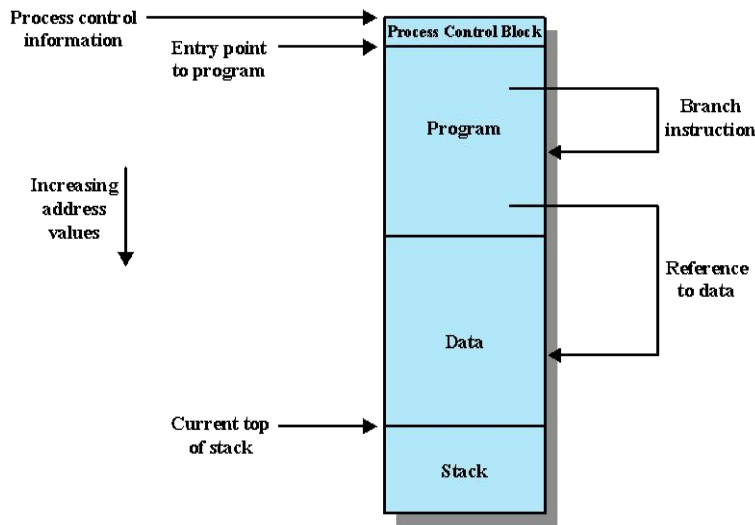 Process control
information
Process Control Block
Entry point
to program
Program
Branch
instruction
Increasing
address
values
Reference
to data
Data
Current top
of stack
Stack